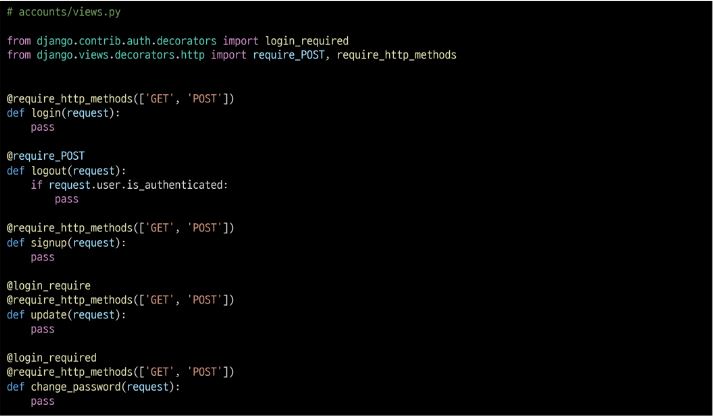 # accounts/views.py
from django.contrib.auth.decorators import login_required
from django.views.decorators.http import require_POST, require_http_methods
@require_http_methods(['GET', 'POST'])
def login(request):
    pass
@require_POST
def logout(request):
    if request.user.is_authenticated:
        pass
@require_http_methods(['GET', 'POST'])
def signup(request):
    pass
@login_require
@require_http_methods(['GET', 'POST'])
def update(request):
    pass
@login_required
@require_http_methods(['GET', 'POST'])
def change_password(request):
    pass